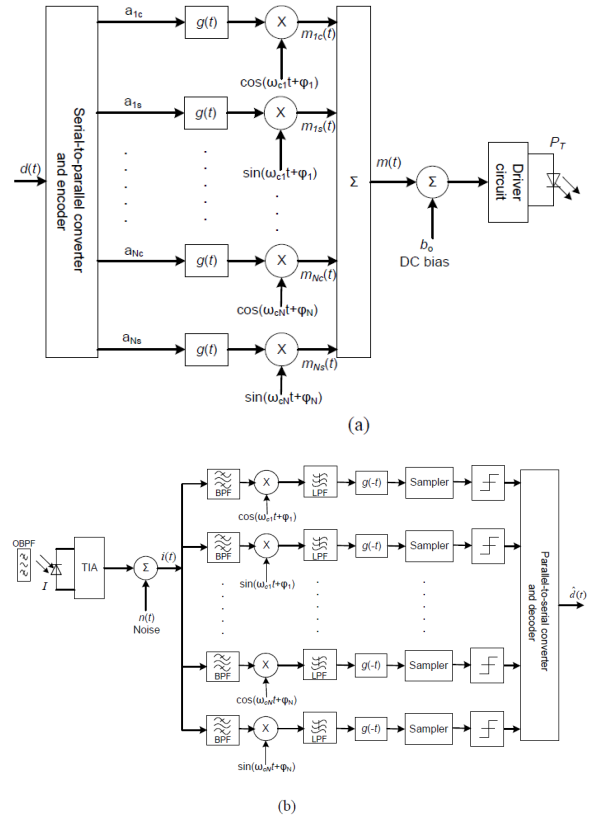 a1c
g(t)
X
m1c(t)
cos(ωc1t+φ1)
a1s
g(t)
X
m1s(t)
sin(ωc1t+φ1)
d(t)
Serial-to-parallel converter
and encoder
Σ
m(t)
Σ
bo
DC bias
Driver
circuit
PT
aNc
g(t)
X
mNc(t)
cos(ωcNt+φN)
aNs
g(t)
X
mNs(t)
sin(ωcNt+φN)
(a)
BPF
X
LPF
g(-t)
Sampler
cos(ωc1t+φ1)
OBPF
I
TIA
Σ
i(t)
n(t)
Noise
BPF
X
LPF
g(-t)
Sampler
sin(ωc1t+φ1)
BPF
X
LPF
g(-t)
Sampler
cos(ωcNt+φN)
BPF
X
LPF
g(-t)
Sampler
sin(ωcNt+φN)
Parallel-to-serial converter
and decoder
d̂(t)
(b)